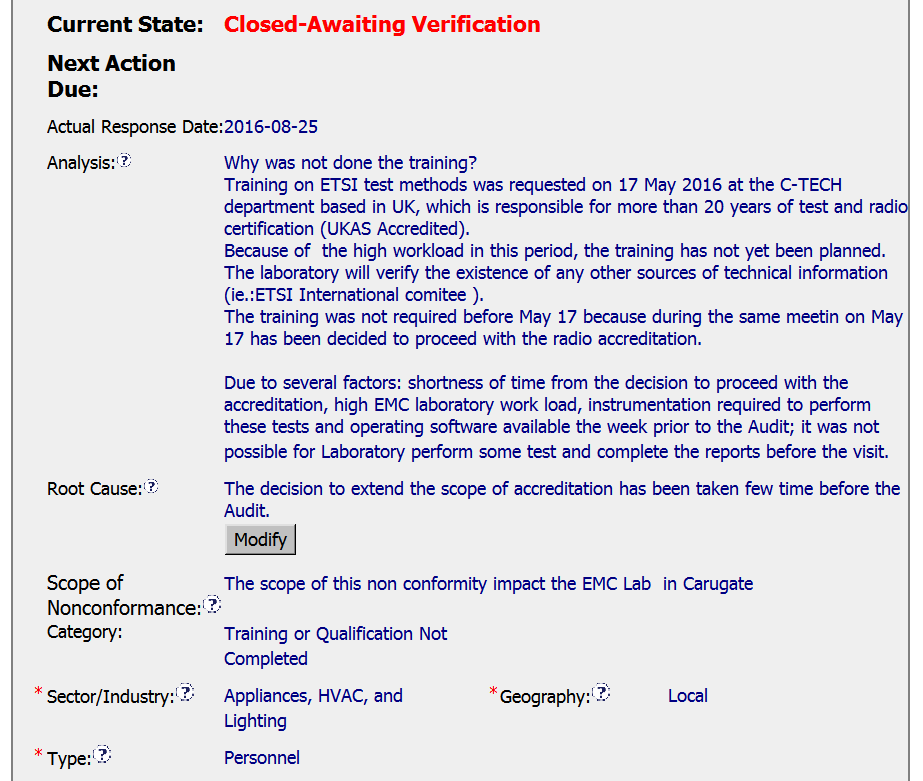 Current State: Closed-Awaiting Verification
Next Action
Due:
Actual Response Date:2016-08-25
Analysis:? Why was not done the training?
Training on ETSI test methods was requested on 17 May 2016 at the C-TECH
department based in UK, which is responsible for more than 20 years of test and radio
certification (UKAS Accredited).
Because of  the high workload in this period, the training has not yet been planned.
The laboratory will verify the existence of any other sources of technical information
(ie.:ETSI International comitee ).
The training was not required before May 17 because during the same meetin on May
17 has been decided to proceed with the radio accreditation.
Due to several factors: shortness of time from the decision to proceed with the
accreditation, high EMC laboratory work load, instrumentation required to perform
these tests and operating software available the week prior to the Audit; it was not
possible for Laboratory perform some test and complete the reports before the visit.
Root Cause:? The decision to extend the scope of accreditation has been taken few time before the
Audit.
Modify
Scope of
Nonconformance:? The scope of this non conformity impact the EMC Lab  in Carugate
Category: Training or Qualification Not
Completed
* Sector/Industry:? Appliances, HVAC, and
Lighting
* Geography:? Local
* Type:? Personnel